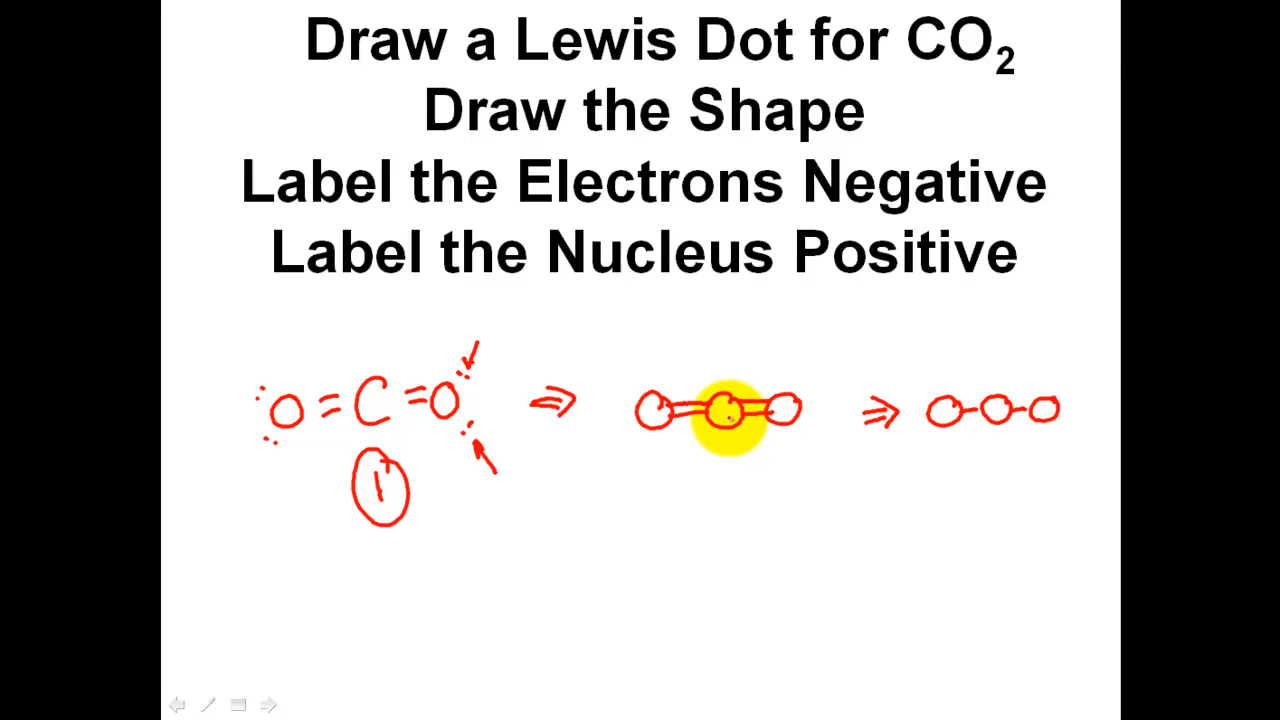 Draw a Lewis Dot for CO₂
Draw the Shape
Label the Electrons Negative
Label the Nucleus Positive
O = C = O